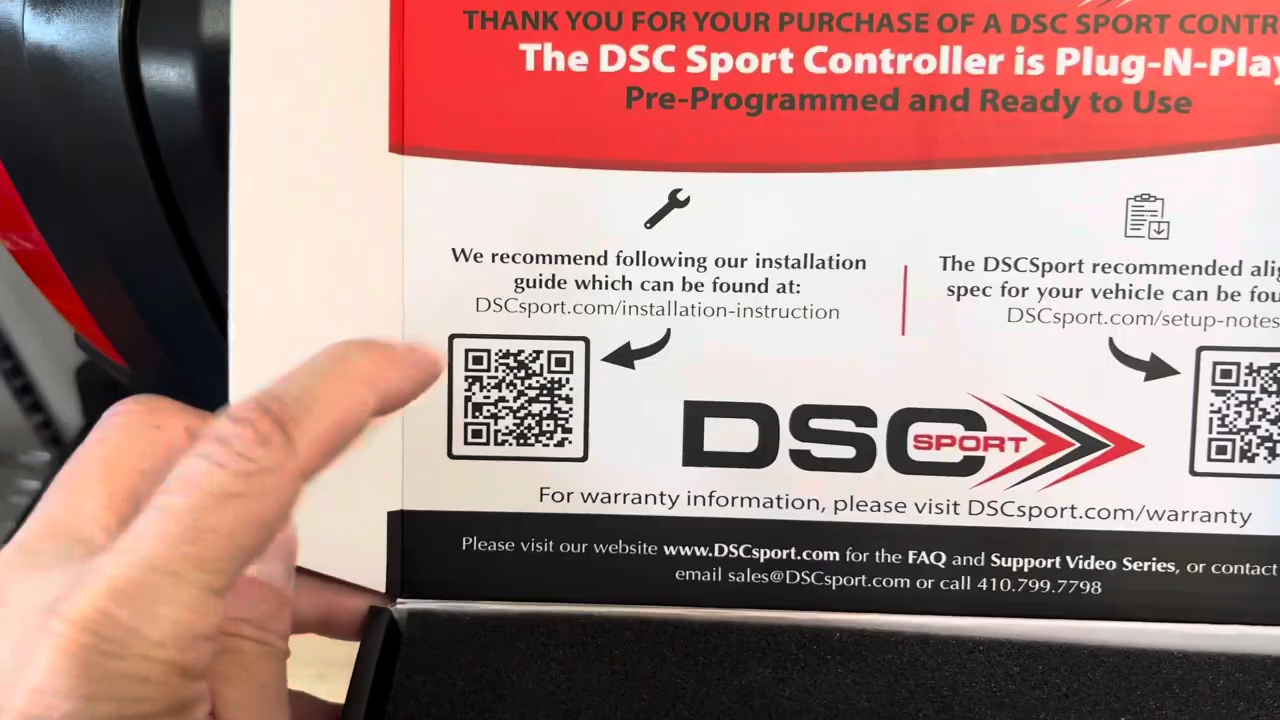 THANK YOU FOR YOUR PURCHASE OF A DSC SPORT
The DSC Sport Controller is Plug-N-Play
Pre-Programmed and Ready to Use
We recommend following our installation
guide which can be found at:
DSCsport.com/installation-instruction
The DSCSport recommended
spec for your vehicle can be
DSCsport.com/setup-notes
DSC SPORT
For warranty information, please visit DSCsport.com/warranty
Please visit our website www.DSCsport.com for the FAQ and Support Video Series, or contact
email sales@DSCsport.com or call 410.799.7798